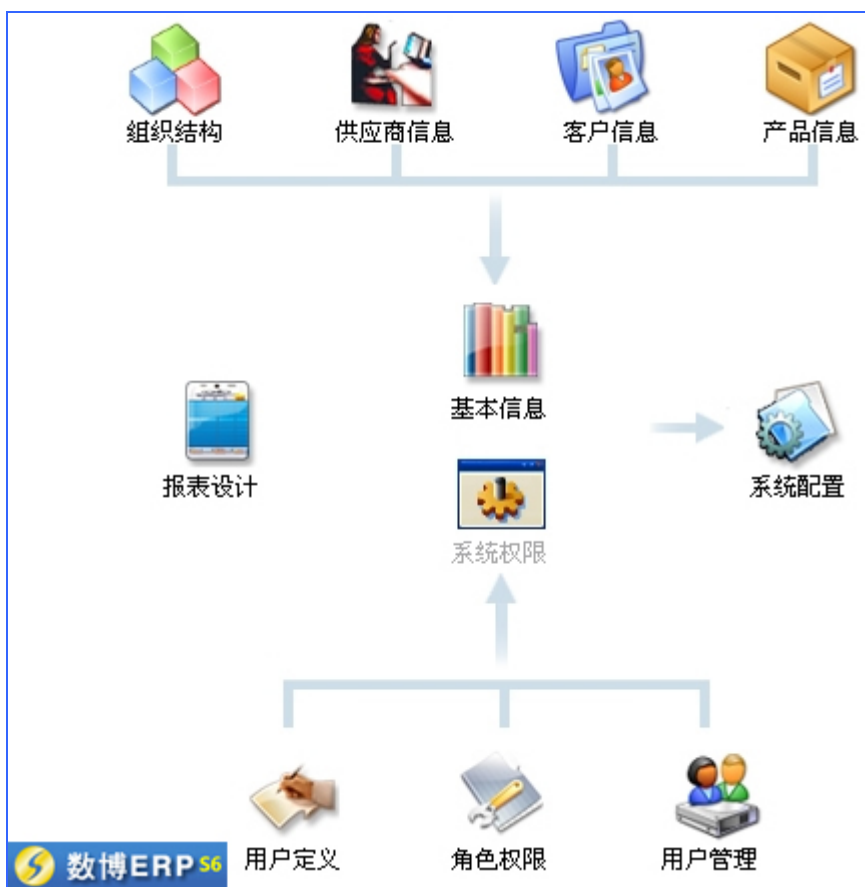 组织结构
供应商信息
客户信息
产品信息
基本信息
报表设计
系统配置
系统权限
用户定义
角色权限
用户管理
数博ERP S6